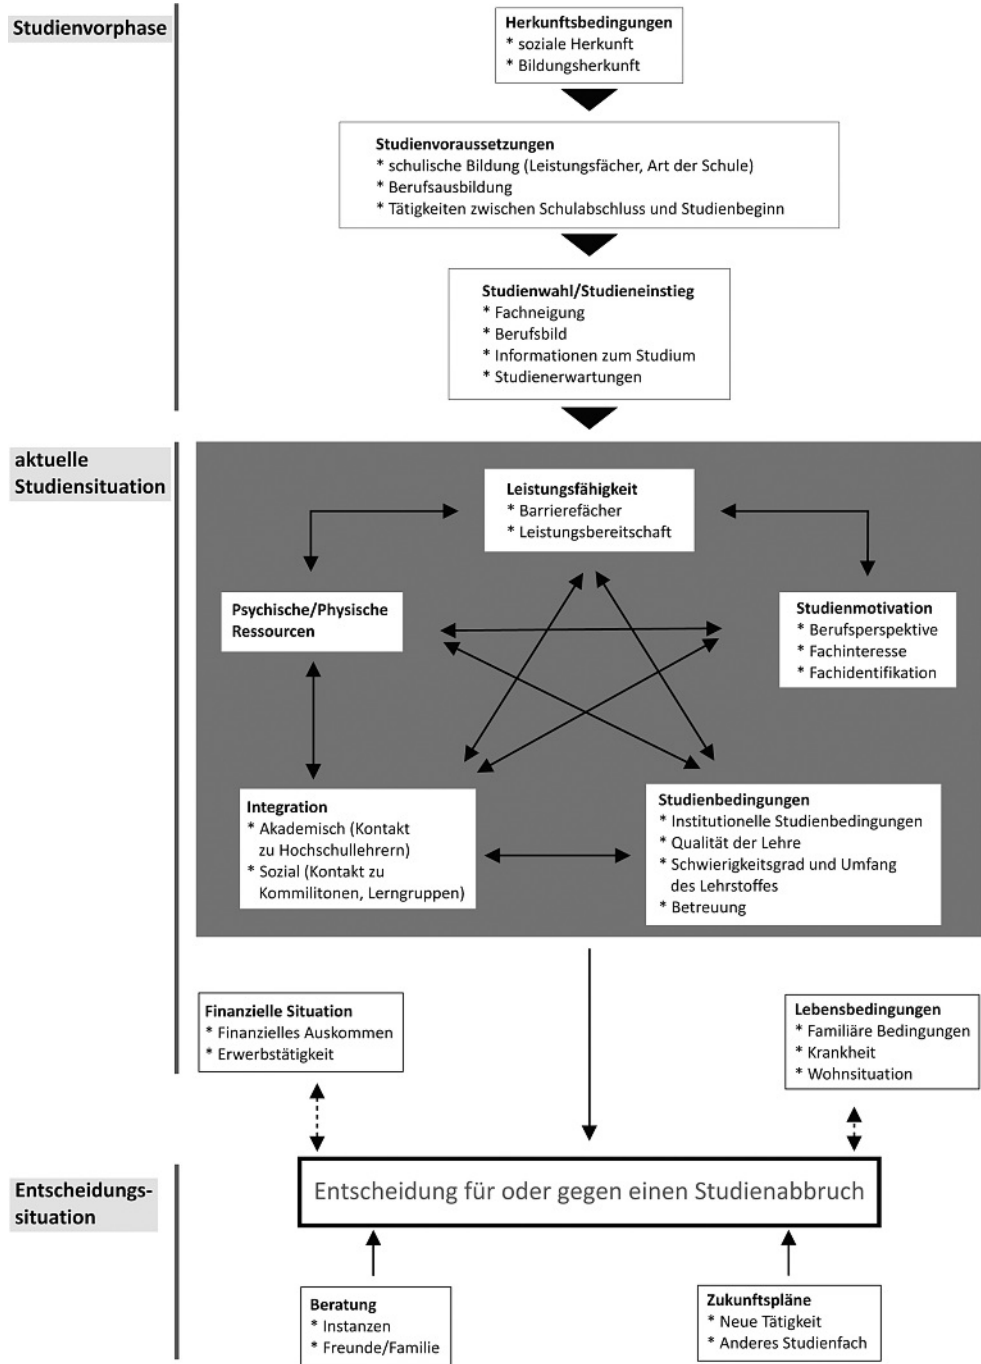 Studienvorphase
Herkunftsbedingungen
* soziale Herkunft
* Bildungsherkunft
Studienvoraussetzungen
* schulische Bildung (Leistungsfächer, Art der Schule)
* Berufsausbildung
* Tätigkeiten zwischen Schulabschluss und Studienbeginn
Studienwahl/Studieneinstieg
* Fachneigung
* Berufsbild
* Informationen zum Studium
* Studienerwartungen
aktuelle
Studiensituation
Leistungsfähigkeit
* Barrierefächer
* Leistungsbereitschaft
Psychische/Physische
Ressourcen
Studienmotivation
* Berufsperspektive
* Fachinteresse
* Fachidentifikation
Integration
* Akademisch (Kontakt
zu Hochschullehrern)
* Sozial (Kontakt zu
Kommilitonen, Lerngruppen)
Studienbedingungen
* Institutionelle Studienbedingungen
* Qualität der Lehre
* Schwierigkeitsgrad und Umfang
des Lehrstoffes
* Betreuung
Finanzielle Situation
* Finanzielles Auskommen
* Erwerbstätigkeit
Lebensbedingungen
* Familiäre Bedingungen
* Krankheit
* Wohnsituation
Entscheidungs-
situation
Entscheidung für oder gegen einen Studienabbruch
Beratung
* Instanzen
* Freunde/Familie
Zukunftspläne
* Neue Tätigkeit
* Anderes Studienfach